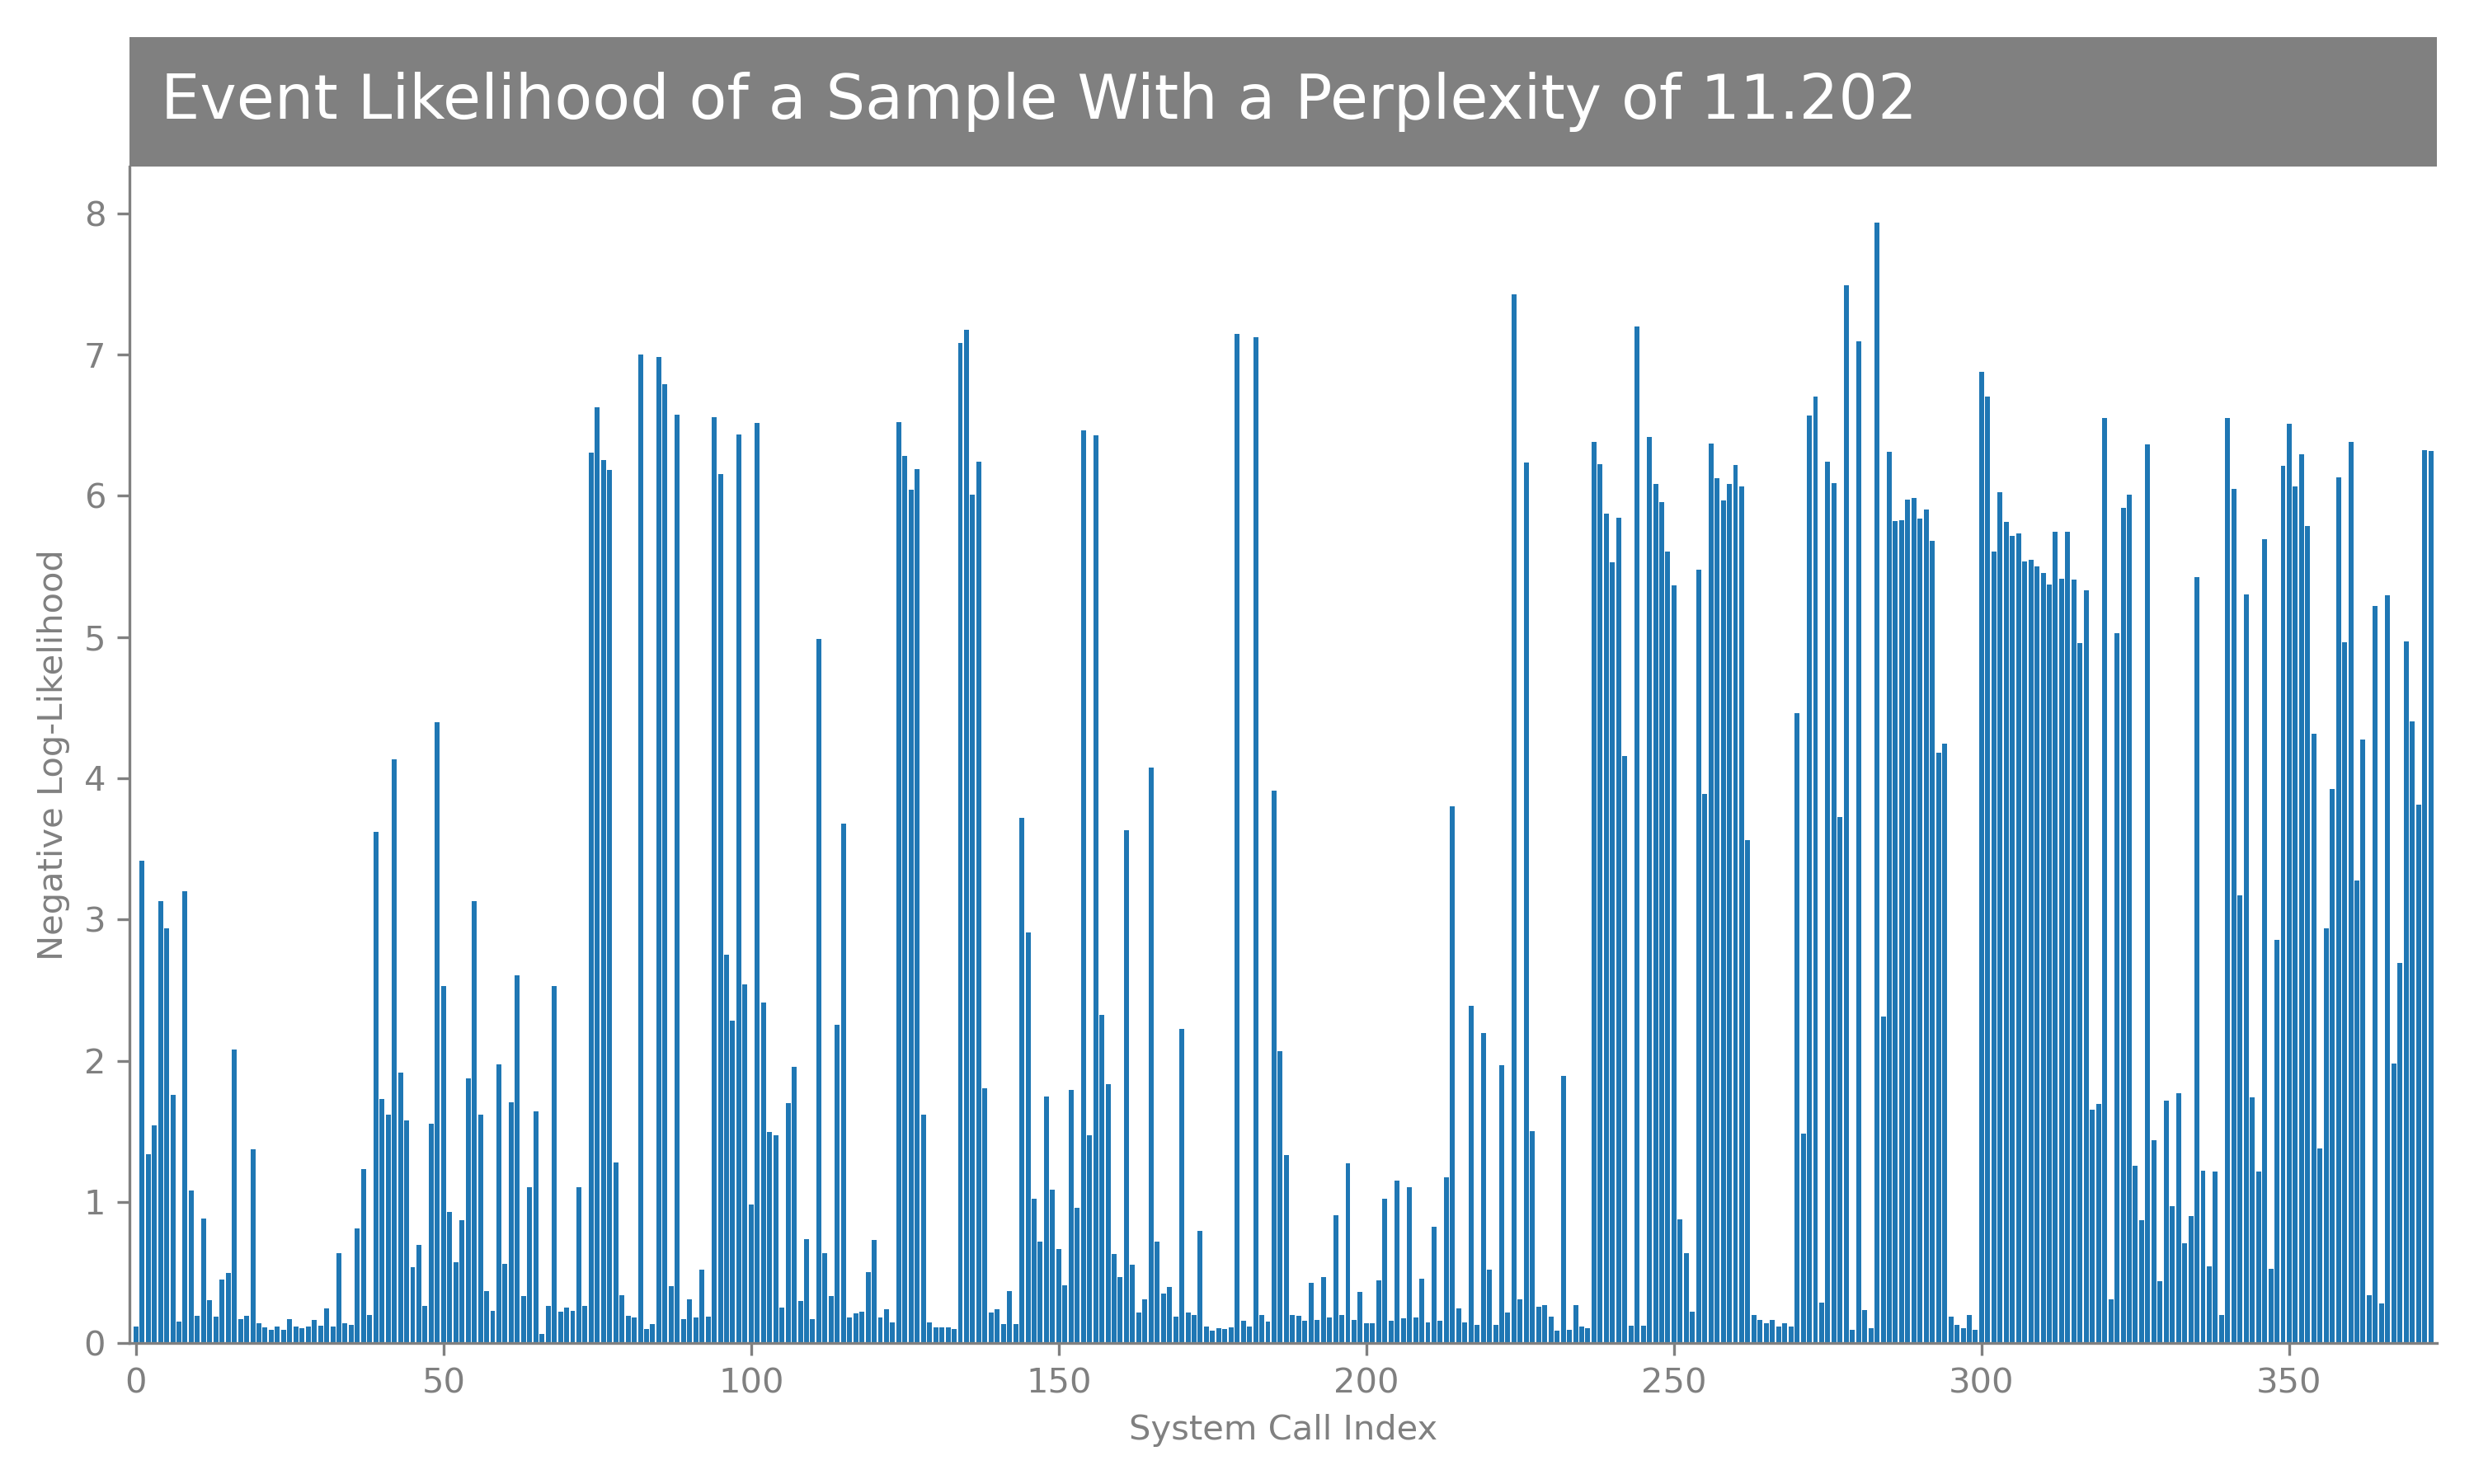 Event Likelihood of a Sample With a Perplexity of 11.202
8
7
6
5
4
3
2
1
0
Negative Log-Likelihood
0 50 100 150 200 250 300 350
System Call Index